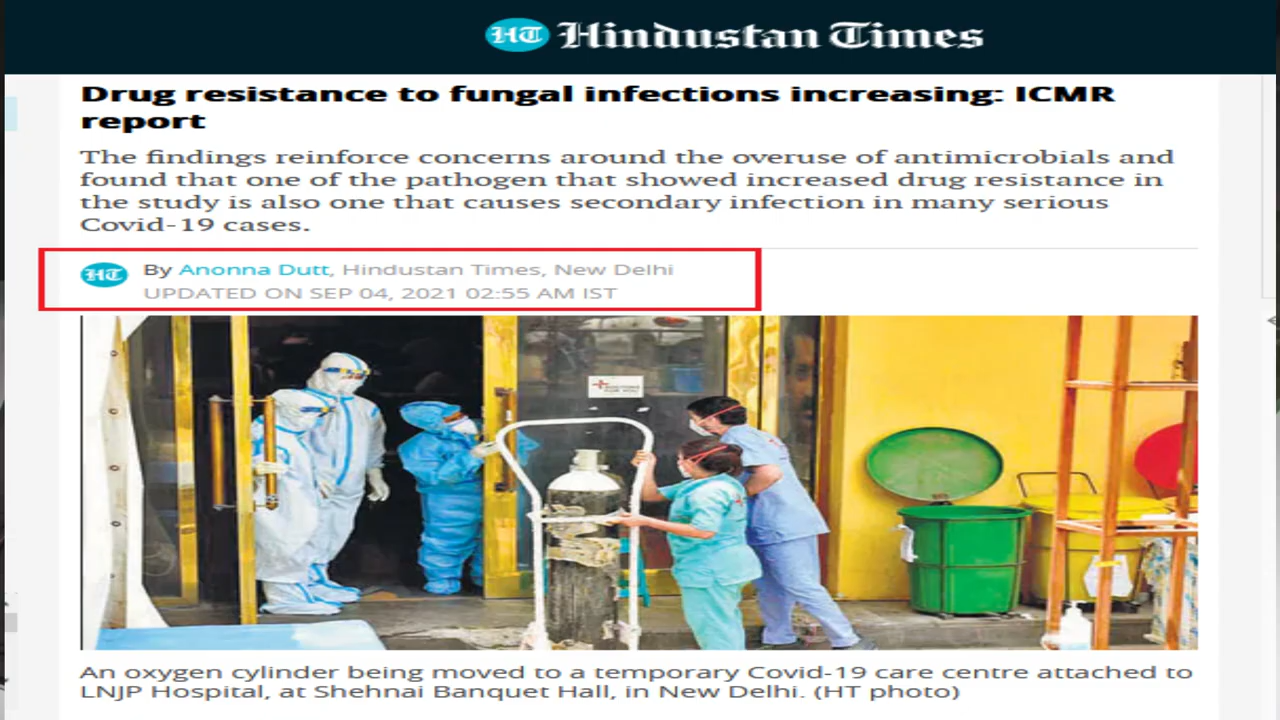 HT Hindustan Times
Drug resistance to fungal infections increasing: ICMR
report
The findings reinforce concerns around the overuse of antimicrobials and
found that one of the pathogen that showed increased drug resistance in
the study is also one that causes secondary infection in many serious
Covid-19 cases.
HT By Anonna Dutt, Hindustan Times, New Delhi
UPDATED ON SEP 04, 2021 02:55 AM IST
FOR YOU
An oxygen cylinder being moved to a temporary Covid-19 care centre attached to
LNJP Hospital, at Shehnai Banquet Hall, in New Delhi. (HT photo)